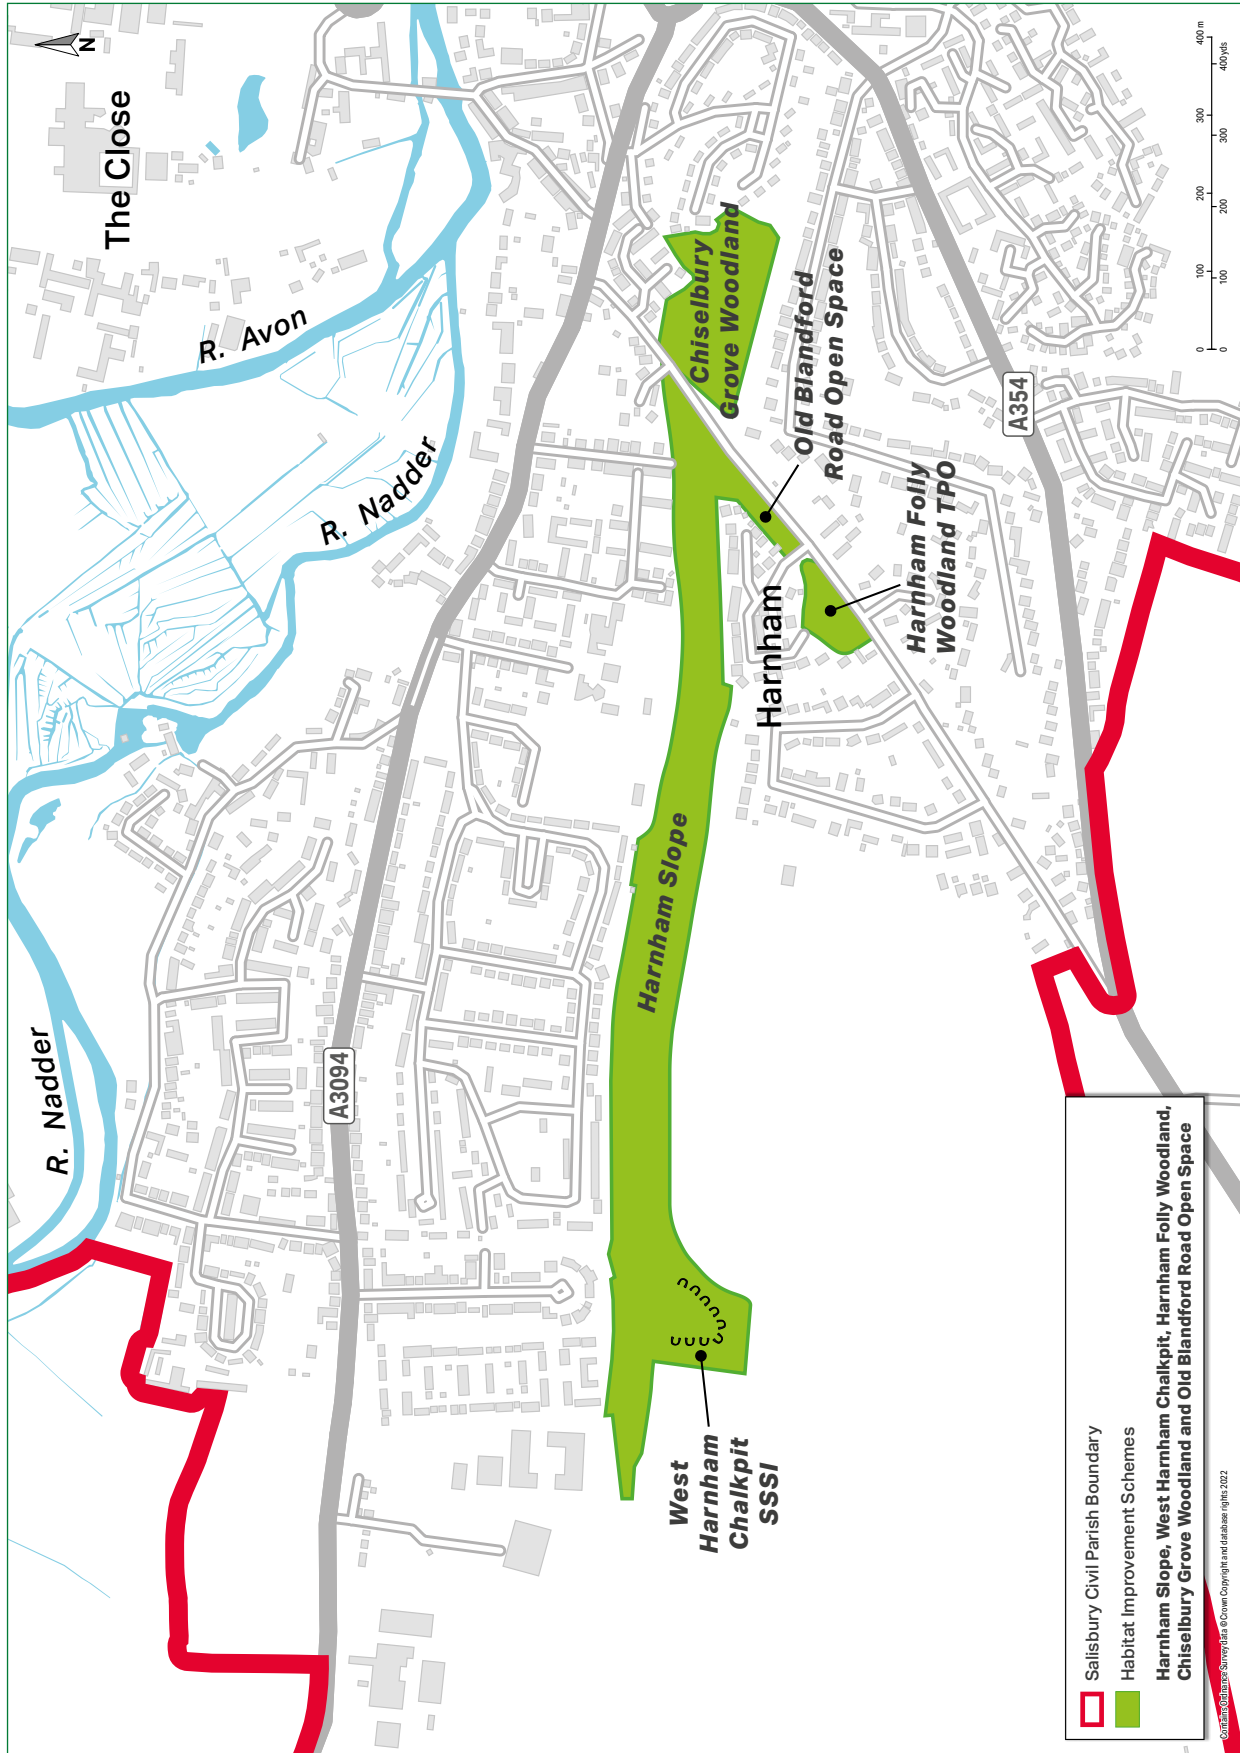 N
The Close
R. Avon
R. Nadder
R. Nadder
A3094
A354
Harnham
Harnham Slope
Chiselbury
Grove Woodland
Old Blandford
Road Open Space
Harnham Folly
Woodland TPO
West
Harnham
Chalkpit
SSSI
0 100 200 300 400 m
0 100 200 300 400 yds
Salisbury Civil Parish Boundary
Habitat Improvement Schemes
Harnham Slope, West Harnham Chalkpit, Harnham Folly Woodland,
Chiselbury Grove Woodland and Old Blandford Road Open Space
Contains Ordnance Survey data © Crown Copyright and database rights 2022